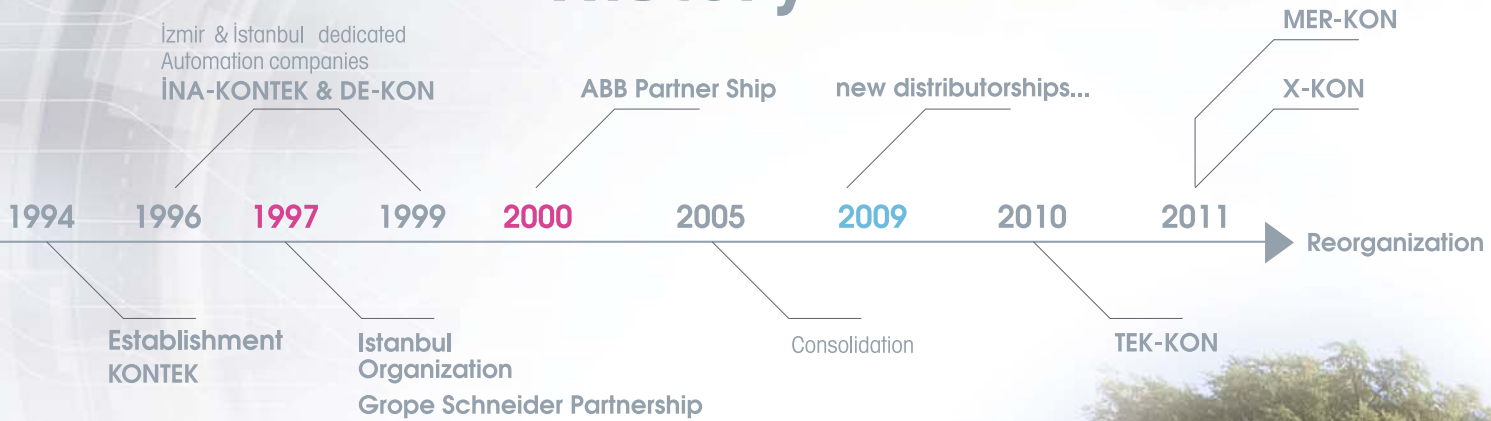 History
MER-KON
İzmir & İstanbul dedicated
Automation companies
İNA-KONTEK & DE-KON
ABB Partner Ship
new distributorships...
X-KON
1994
1996
1997
1999
2000
2005
2009
2010
2011
Reorganization
Establishment
KONTEK
Istanbul
Organization
Grope Schneider Partnership
Consolidation
TEK-KON